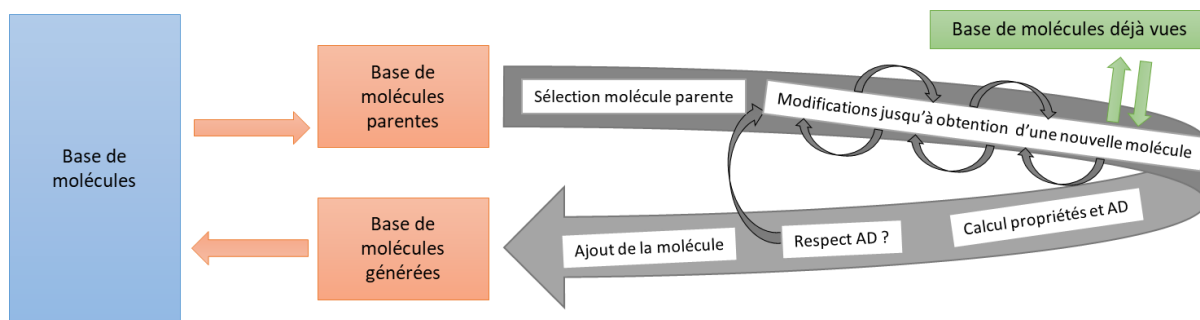 Base de molécules déjà vues
Base de
molécules
Base de
molécules
parentes
Sélection molécule parente
Modifications jusqu'à obtention d'une nouvelle molécule
Calcul propriétés et AD
Respect AD ?
Ajout de la molécule
Base de
molécules
générées